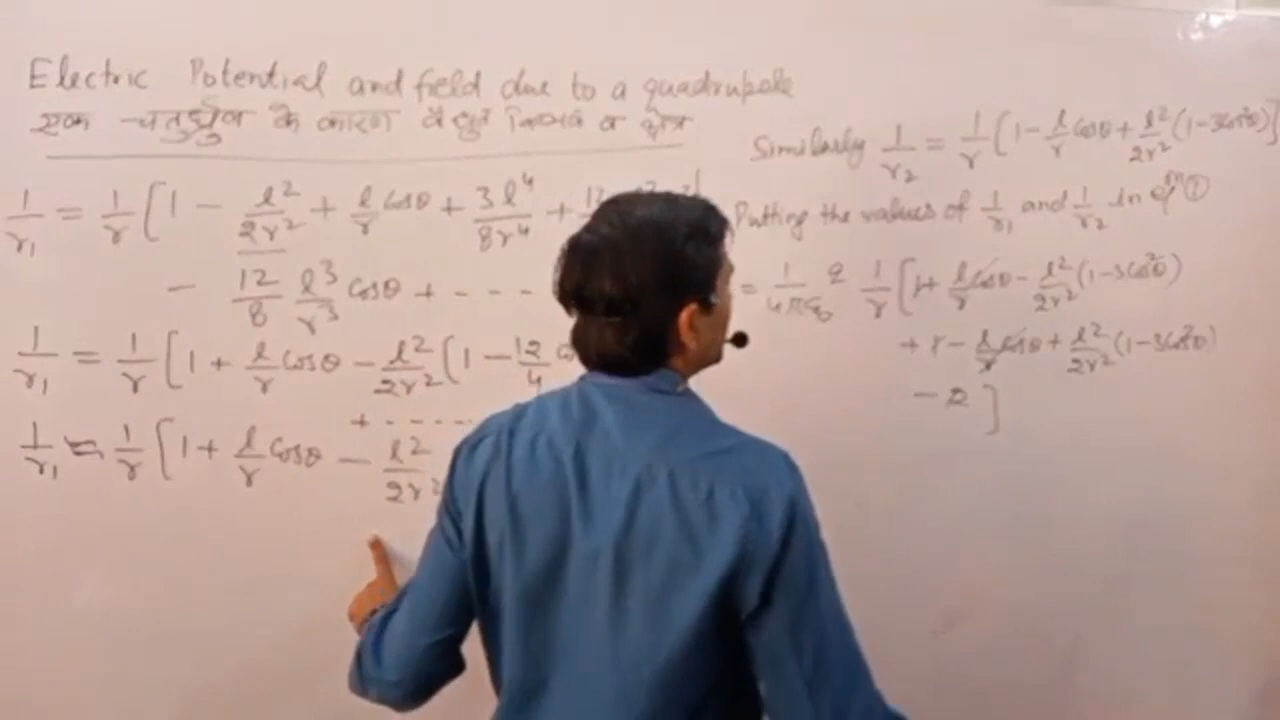 Electric Potential and field due to a quadrupole
एक चतुर्ध्रुव के कारण वैद्युत विभव व क्षेत्र
1/r₁ = 1/r [1 - l²/2r² + l/r cosθ + 3l⁴/8r⁴ + 12
- 12/8 l³/r³ cosθ + - - -
1/r₁ = 1/r [1 + l/r cosθ - l²/2r² (1 - 12/4
+ - - - - -
1/r₁ ≈ 1/r [1 + l/r cosθ - l²/2r²
Similarly 1/r₂ = 1/r [1 - l/r cosθ + l²/2r² (1-3cos²θ)]
Putting the values of 1/r₁ and 1/r₂ in eqⁿ ①
= 1/4πε₀ q 1/r [1 + l/r cosθ - l²/2r² (1-3cos²θ)
+ 1 - l/r cosθ + l²/2r² (1-3cos²θ)
- 2 ]